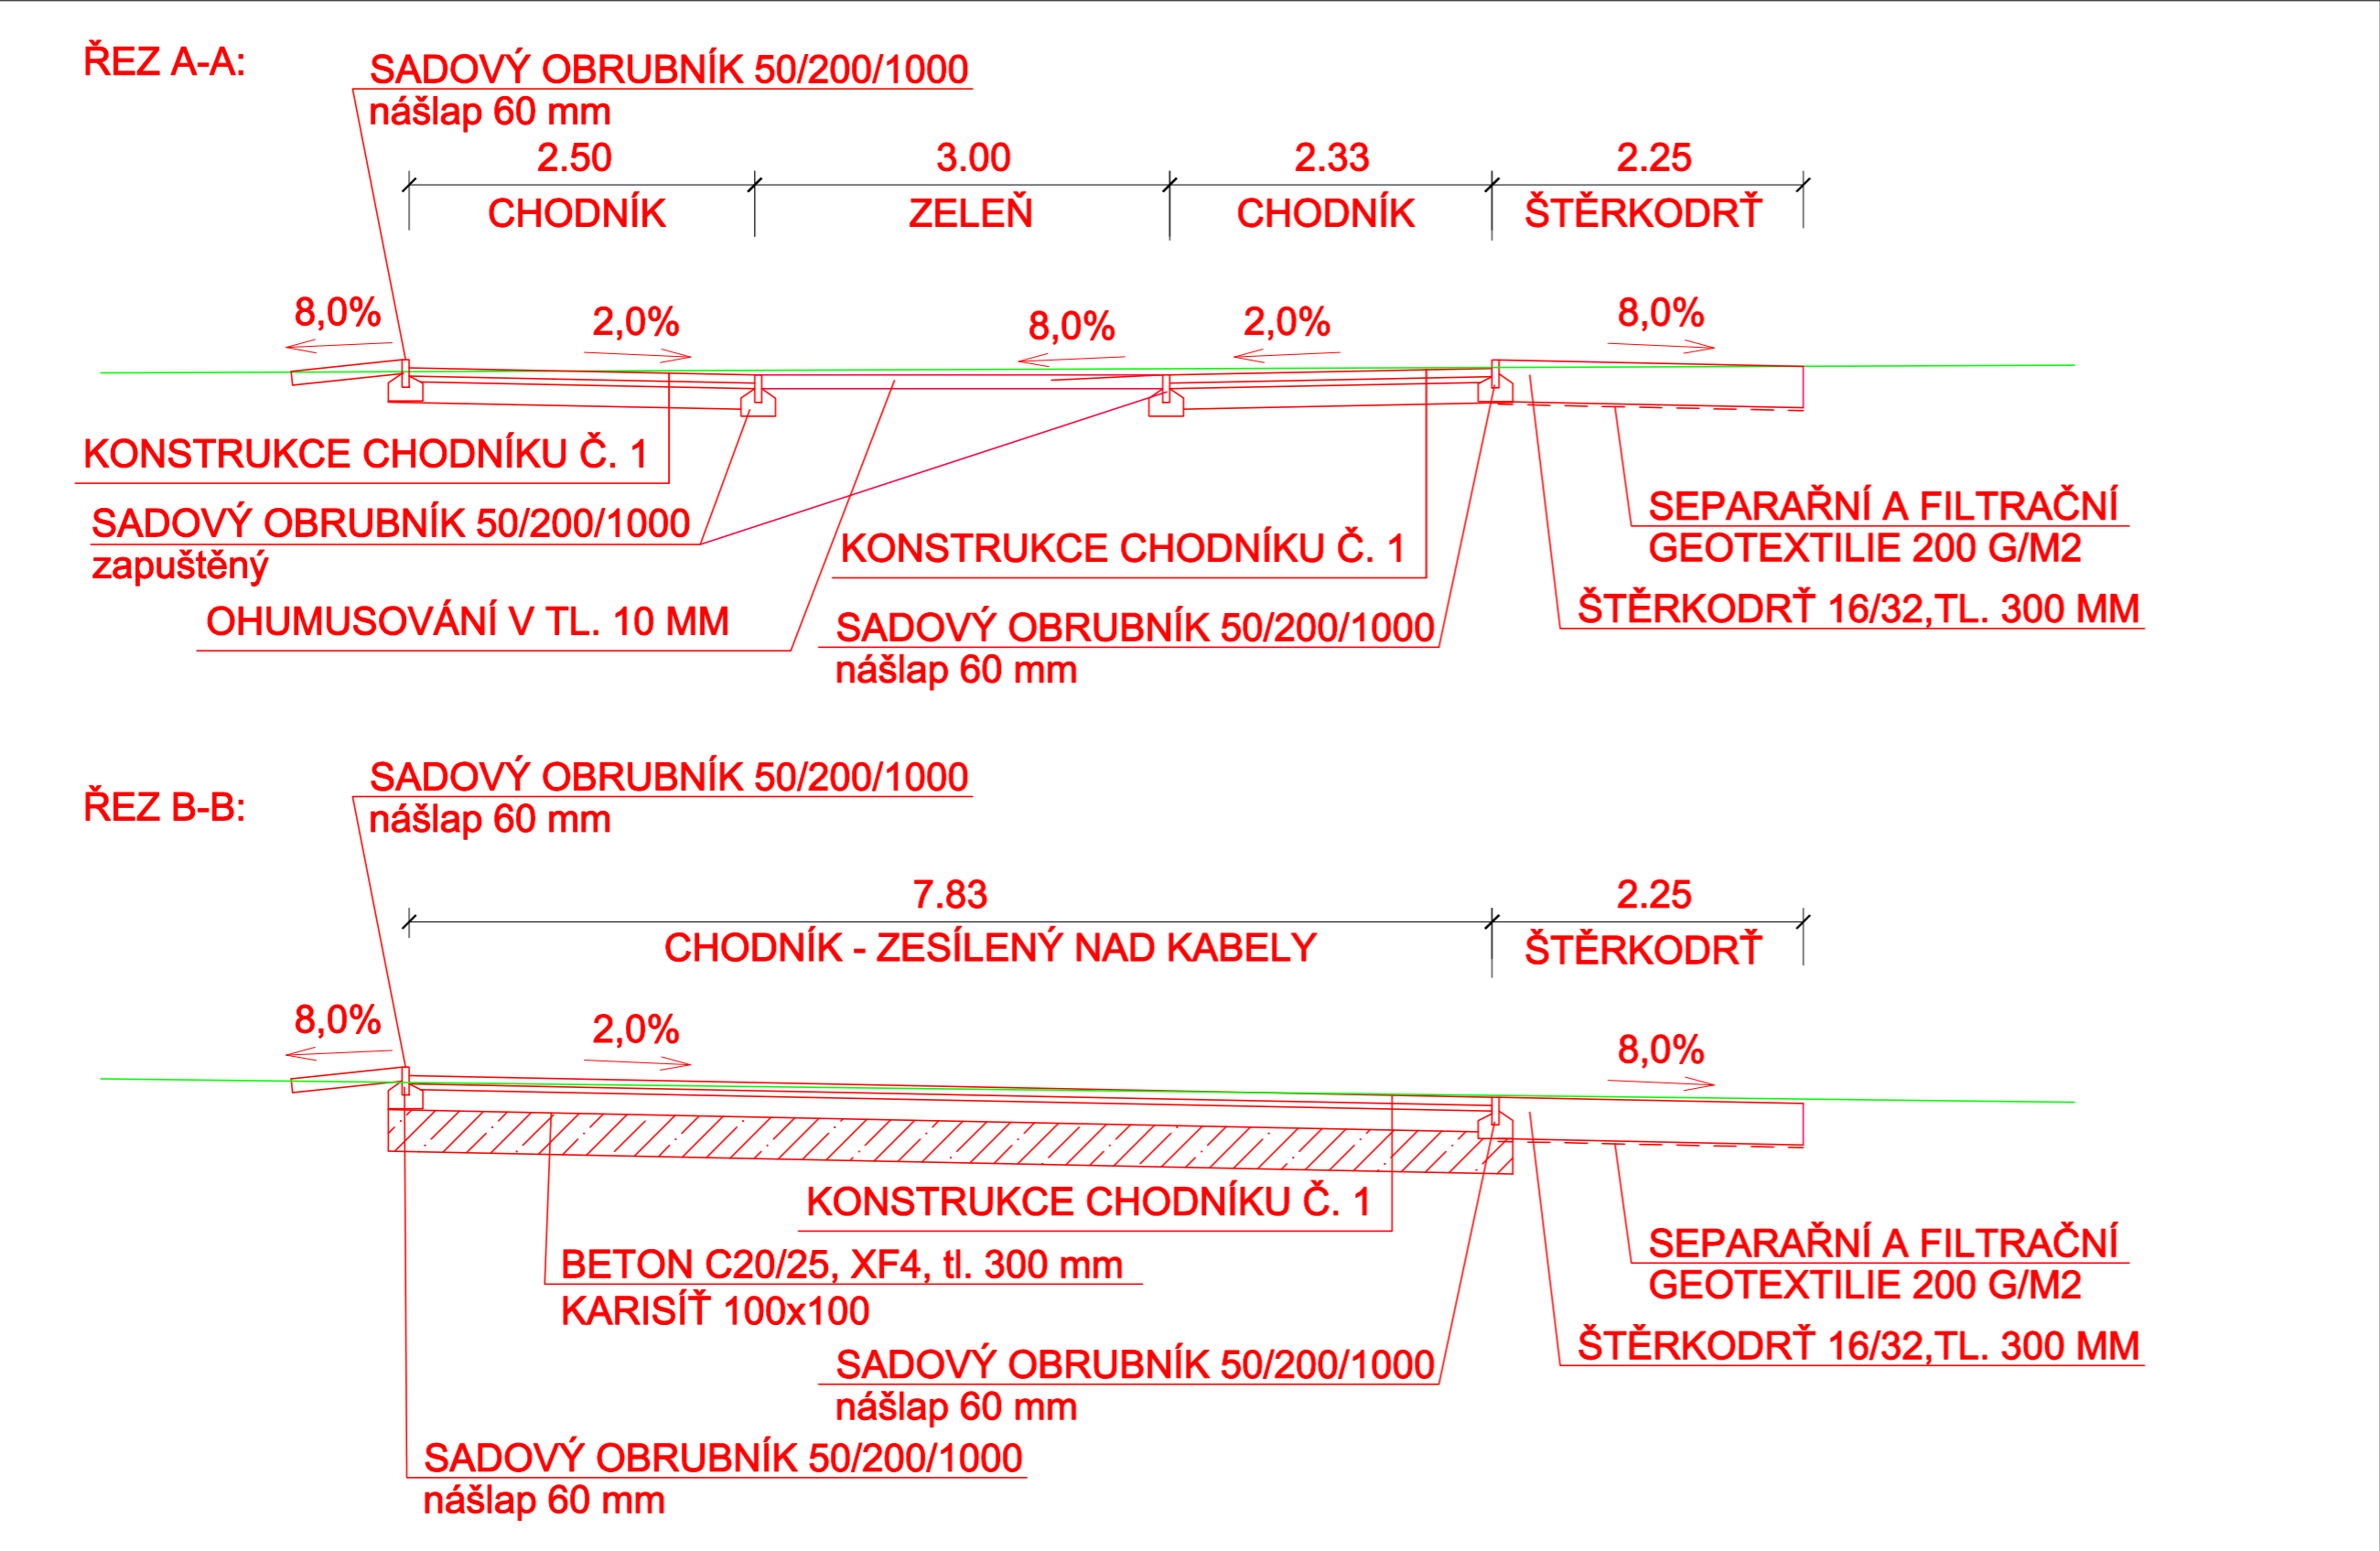 ŘEZ A-A:
SADOVÝ OBRUBNÍK 50/200/1000
nášlap 60 mm
2.50
3.00
2.33
2.25
CHODNÍK
ZELEŇ
CHODNÍK
ŠTĚRKODRŤ
8,0%
2,0%
8,0%
2,0%
8,0%
KONSTRUKCE CHODNÍKU Č. 1
SADOVÝ OBRUBNÍK 50/200/1000
zapuštěný
OHUMUSOVÁNÍ V TL. 10 MM
KONSTRUKCE CHODNÍKU Č. 1
SADOVÝ OBRUBNÍK 50/200/1000
nášlap 60 mm
SEPARAŘNÍ A FILTRAČNÍ
GEOTEXTILIE 200 G/M2
ŠTĚRKODRŤ 16/32,TL. 300 MM
ŘEZ B-B:
SADOVÝ OBRUBNÍK 50/200/1000
nášlap 60 mm
7.83
2.25
CHODNÍK - ZESÍLENÝ NAD KABELY
ŠTĚRKODRŤ
8,0%
2,0%
8,0%
KONSTRUKCE CHODNÍKU Č. 1
BETON C20/25, XF4, tl. 300 mm
KARISÍŤ 100x100
SADOVÝ OBRUBNÍK 50/200/1000
nášlap 60 mm
SADOVÝ OBRUBNÍK 50/200/1000
nášlap 60 mm
SEPARAŘNÍ A FILTRAČNÍ
GEOTEXTILIE 200 G/M2
ŠTĚRKODRŤ 16/32,TL. 300 MM